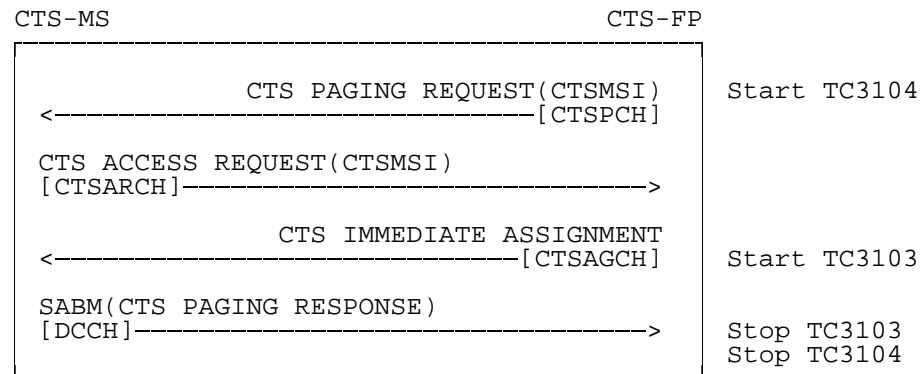 CTS-MS CTS-FP
CTS PAGING REQUEST(CTSMSI) Start TC3104
[CTSPCH]
CTS ACCESS REQUEST(CTSMSI)
[CTSARCH]
CTS IMMEDIATE ASSIGNMENT
[CTSAGCH] Start TC3103
SABM(CTS PAGING RESPONSE)
[DCCH] Stop TC3103
Stop TC3104